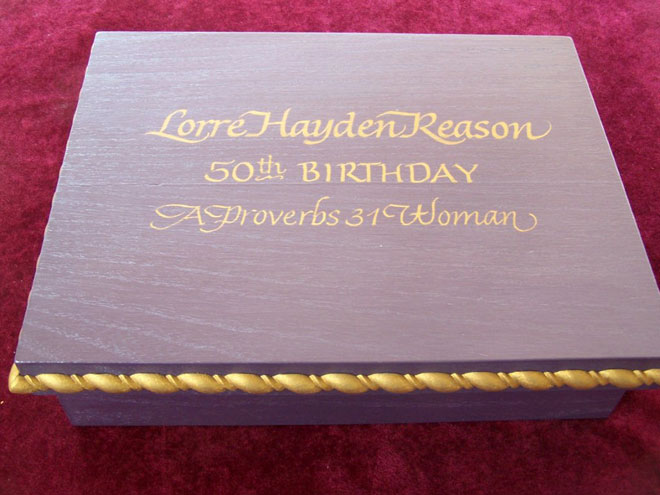 Lorre Hayden Reason
50th BIRTHDAY
A Proverbs 31 Woman